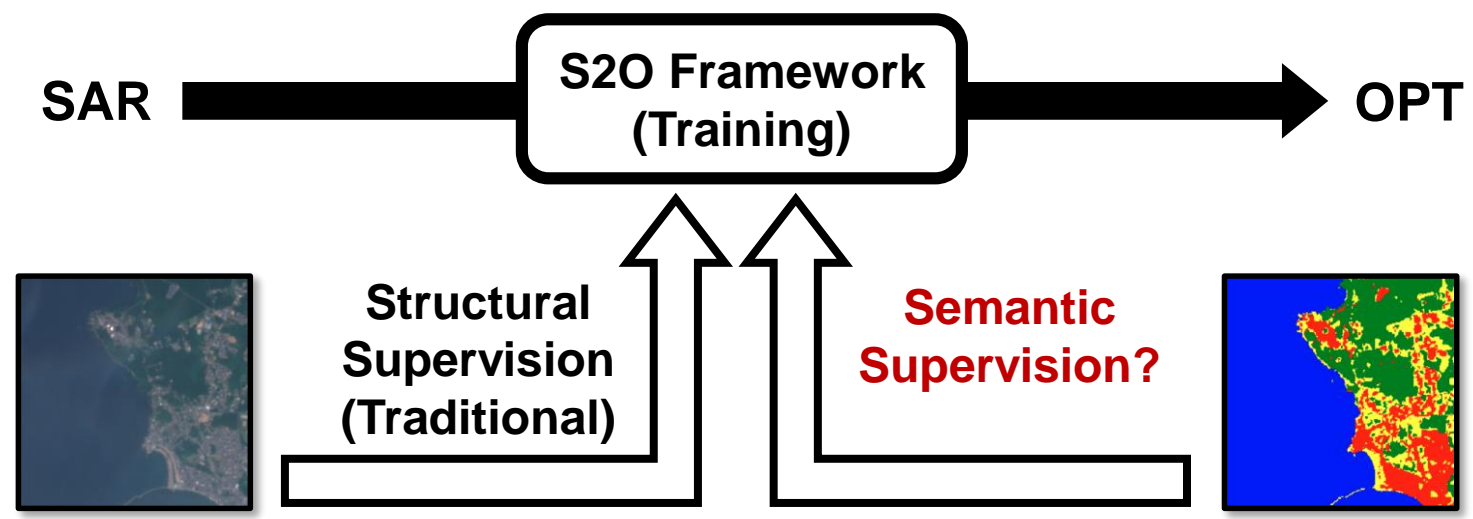 SAR
S2O Framework
(Training)
OPT
Structural
Supervision
(Traditional)
Semantic
Supervision?